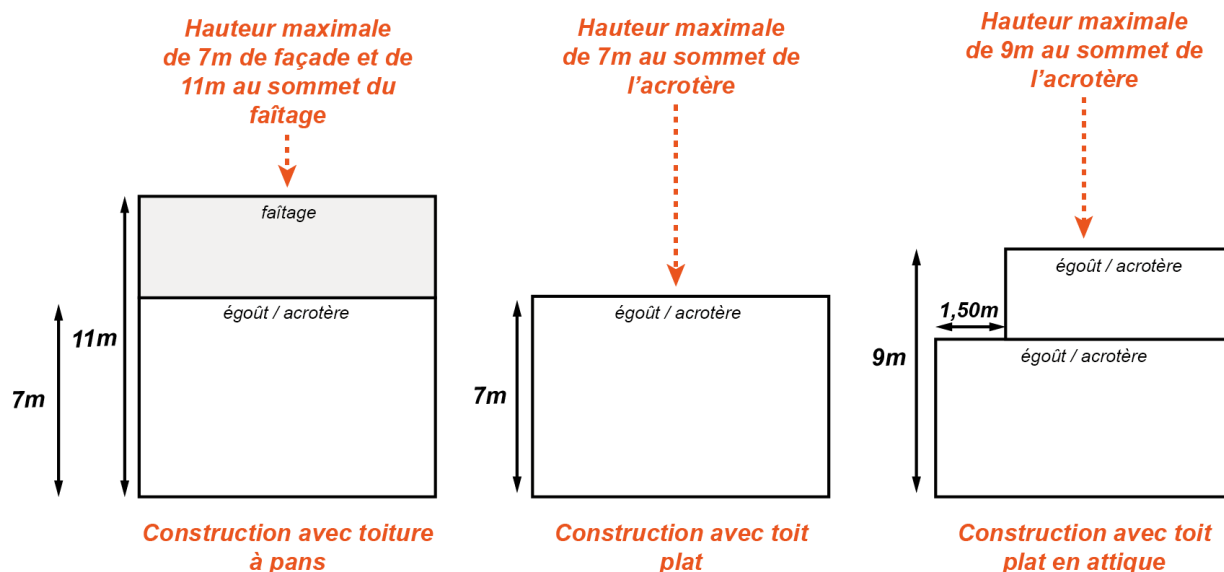 Hauteur maximale
de 7m de façade et de
11m au sommet du
faîtage
faîtage
égoût / acrotère
11m
7m
Construction avec toiture
à pans
Hauteur maximale
de 7m au sommet de
l'acrotère
égoût / acrotère
7m
Construction avec toit
plat
Hauteur maximale
de 9m au sommet de
l'acrotère
égoût / acrotère
1,50m
égoût / acrotère
9m
Construction avec toit
plat en attique